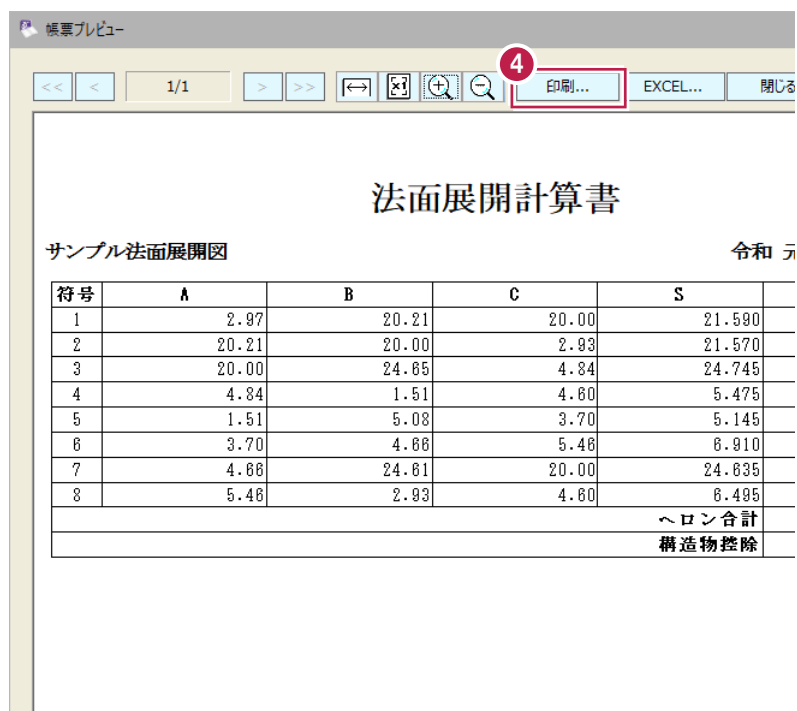 帳票プレビュー
<< < 1/1 > >> 4 印刷... EXCEL... 閉じる
法面展開計算書
サンプル法面展開図 令和 元
符号 A B C S
1 2.97 20.21 20.00 21.590
2 20.21 20.00 2.93 21.570
3 20.00 24.65 4.84 24.745
4 4.84 1.51 4.60 5.475
5 1.51 5.08 3.70 5.145
6 3.70 4.66 5.46 6.910
7 4.66 24.61 20.00 24.635
8 5.46 2.93 4.60 6.495
ヘロン合計
構造物控除